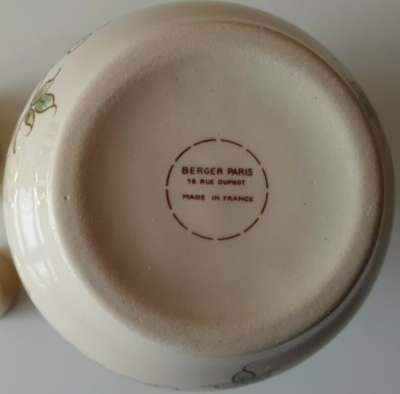 BERGER PARIS
18 RUE DUPHOT
MADE IN FRANCE